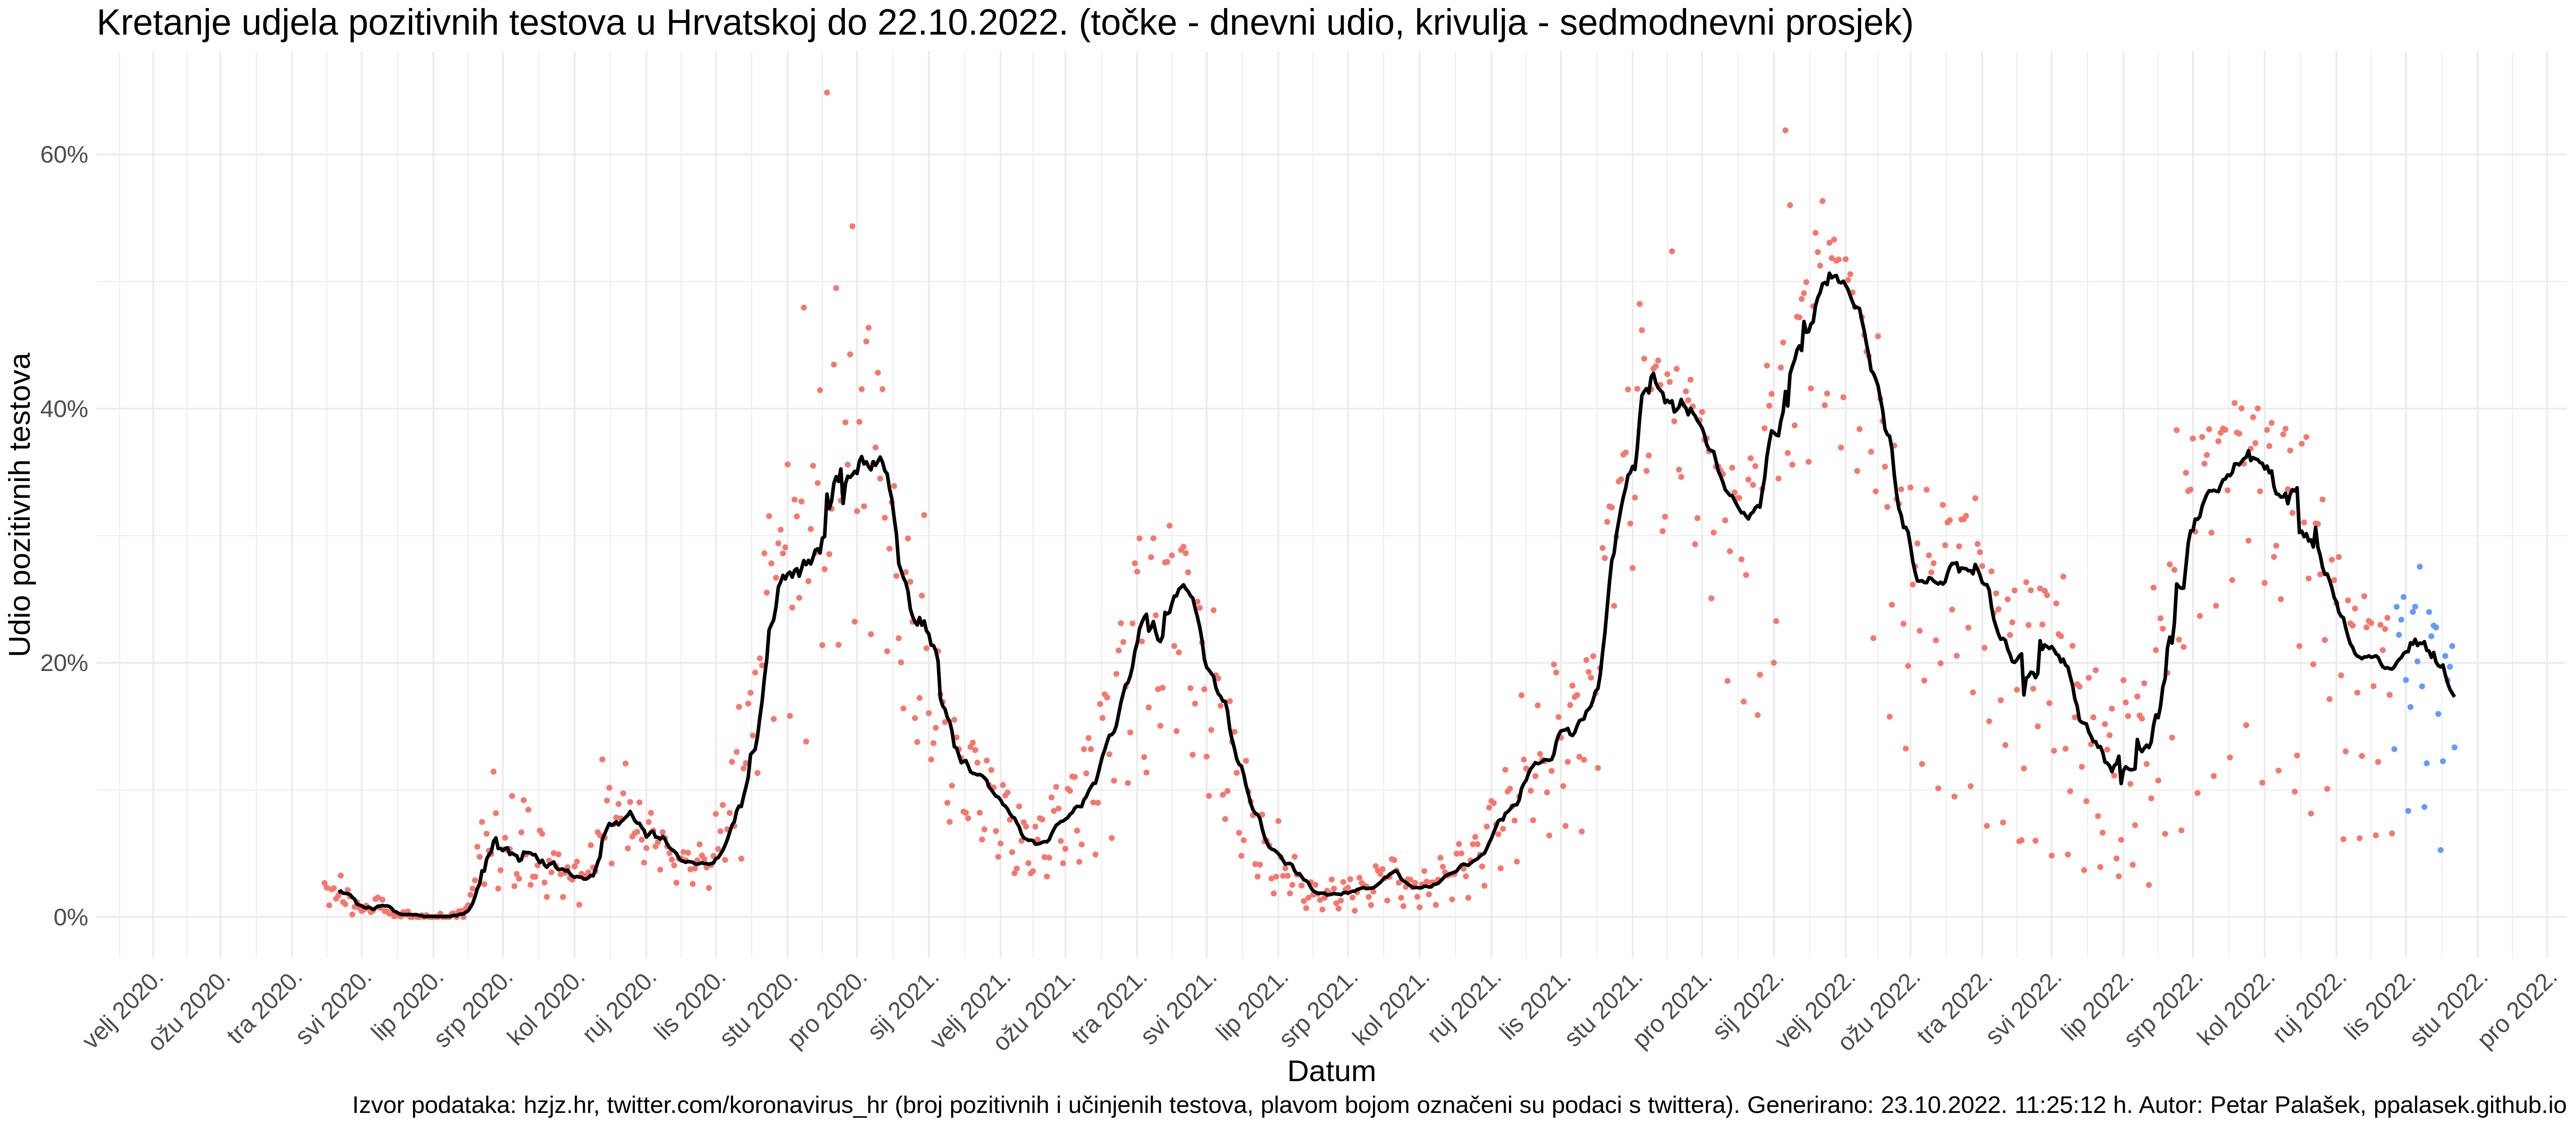 Kretanje udjela pozitivnih testova u Hrvatskoj do 22.10.2022. (točke - dnevni udio, krivulja - sedmodnevni prosjek)
Udio pozitivnih testova
60%
40%
20%
0%
velj 2020.
ožu 2020.
tra 2020.
svi 2020.
lip 2020.
srp 2020.
kol 2020.
ruj 2020.
lis 2020.
stu 2020.
pro 2020.
sij 2021.
velj 2021.
ožu 2021.
tra 2021.
svi 2021.
lip 2021.
srp 2021.
kol 2021.
ruj 2021.
lis 2021.
stu 2021.
pro 2021.
sij 2022.
velj 2022.
ožu 2022.
tra 2022.
svi 2022.
lip 2022.
srp 2022.
kol 2022.
ruj 2022.
lis 2022.
stu 2022.
pro 2022.
Datum
Izvor podataka: hzjz.hr, twitter.com/koronavirus_hr (broj pozitivnih i učinjenih testova, plavom bojom označeni su podaci s twittera). Generirano: 23.10.2022. 11:25:12 h. Autor: Petar Palašek, ppalasek.github.io